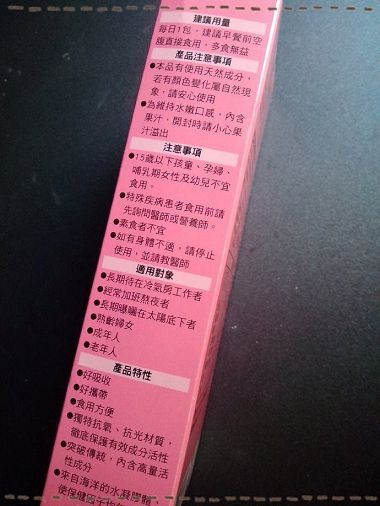 建議用量
每日1包，建議早餐前空
腹直接食用，多食無益
產品注意事項
●本品有使用天然成分，
若有顏色變化屬自然現
象，請安心使用
●為維持水嫩口感，內含
果汁，開封時請小心果
汁溢出
注意事項
●15歲以下孩童、孕婦、
哺乳期女性及幼兒不宜
食用。
●特殊疾病患者食用前請
先詢問醫師或營養師。
●素食者不宜
●如有身體不適，請停止
使用，並請教醫師
適用對象
●長期待在冷氣房工作者
●經常加班熬夜者
●長期曝曬在太陽底下者
●熟齡婦女
●成年人
●老年人
產品特性
●好吸收
●好攜帶
●食用方便
●獨特抗氧、抗光材質，
徹底保護有效成分活性
●突破傳統，內含高量活
性成分
●來自海洋的水凝膠體，
使保健因子均